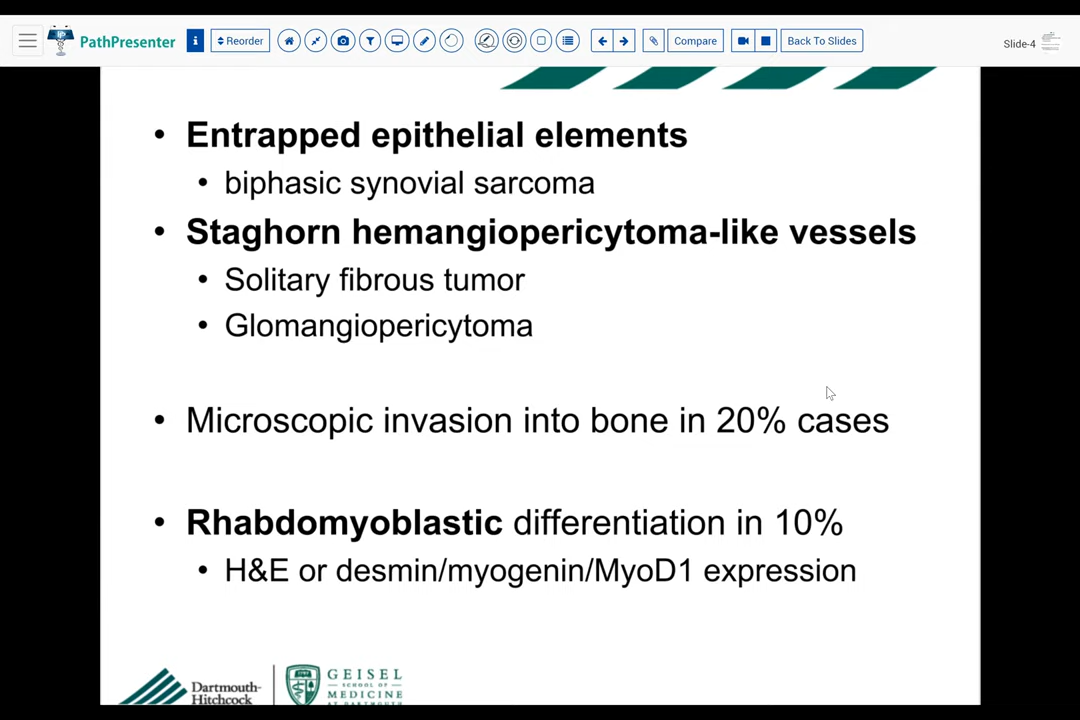 PathPresenter
i
Reorder
Compare
Back To Slides
Slide-4
• Entrapped epithelial elements
• biphasic synovial sarcoma
• Staghorn hemangiopericytoma-like vessels
• Solitary fibrous tumor
• Glomangiopericytoma
• Microscopic invasion into bone in 20% cases
• Rhabdomyoblastic differentiation in 10%
• H&E or desmin/myogenin/MyoD1 expression
Dartmouth-
Hitchcock
GEISEL
SCHOOL OF
MEDICINE
AT DARTMOUTH